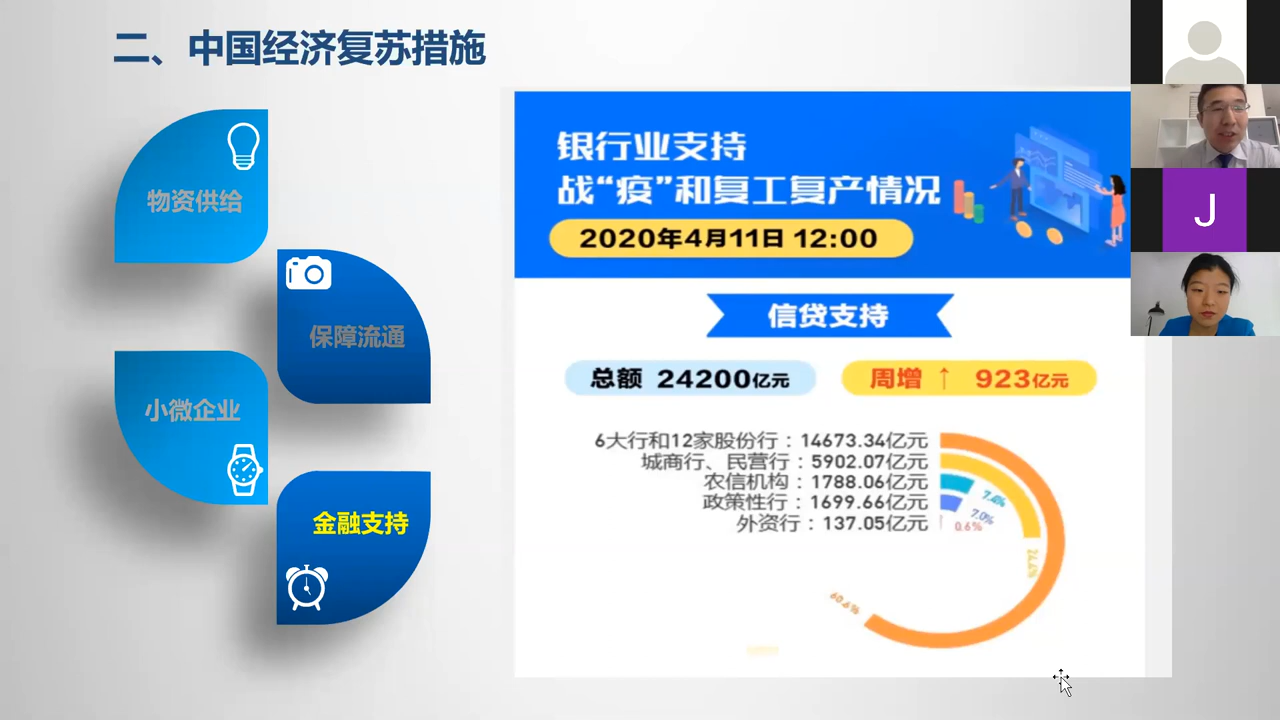 二、中国经济复苏措施
物资供给
保障流通
小微企业
金融支持
银行业支持
战“疫”和复工复产情况
2020年4月11日 12:00
信贷支持
总额 24200亿元
周增 ↑ 923亿元
6大行和12家股份行：14673.34亿元
城商行、民营行：5902.07亿元
农信机构：1788.06亿元
政策性行：1699.66亿元
外资行：137.05亿元
7.4%
7.0%
0.6%
60.6%
J